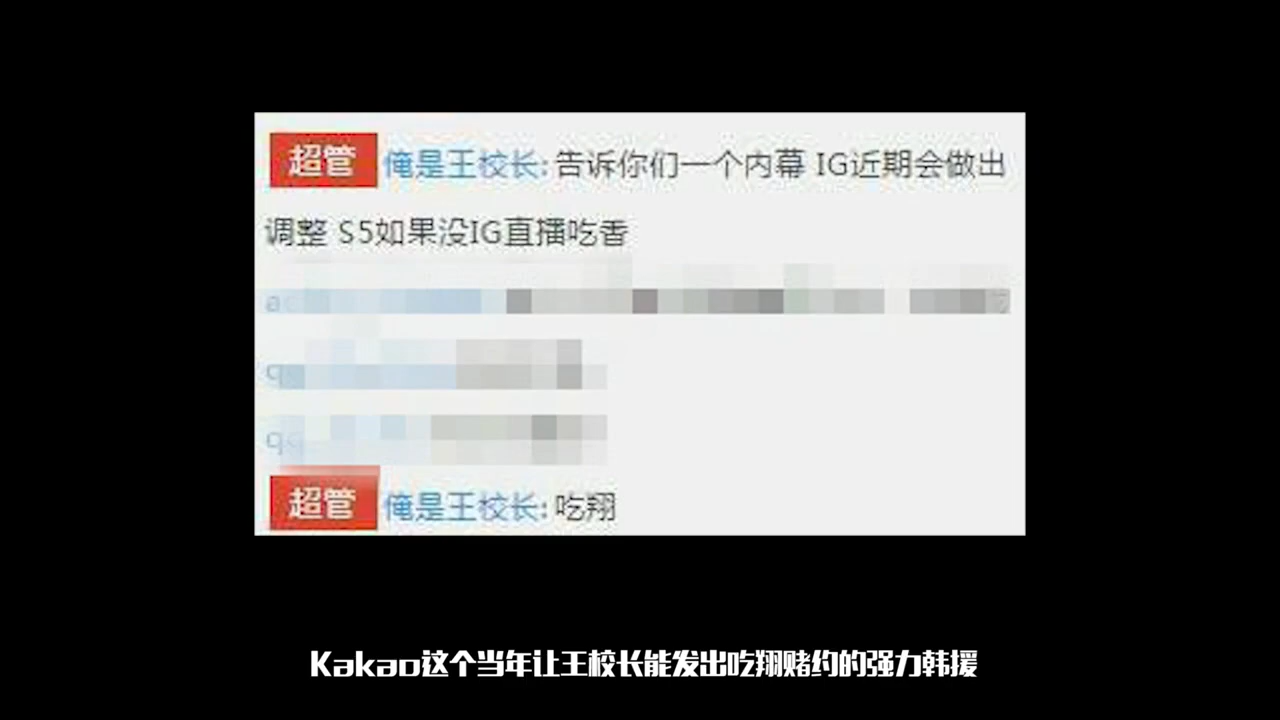 超管 俺是王校长: 告诉你们一个内幕 IG近期会做出
调整 S5如果没IG直播吃香
超管 俺是王校长: 吃翔
Kakao这个当年让王校长能发出吃翔赌约的强力韩援